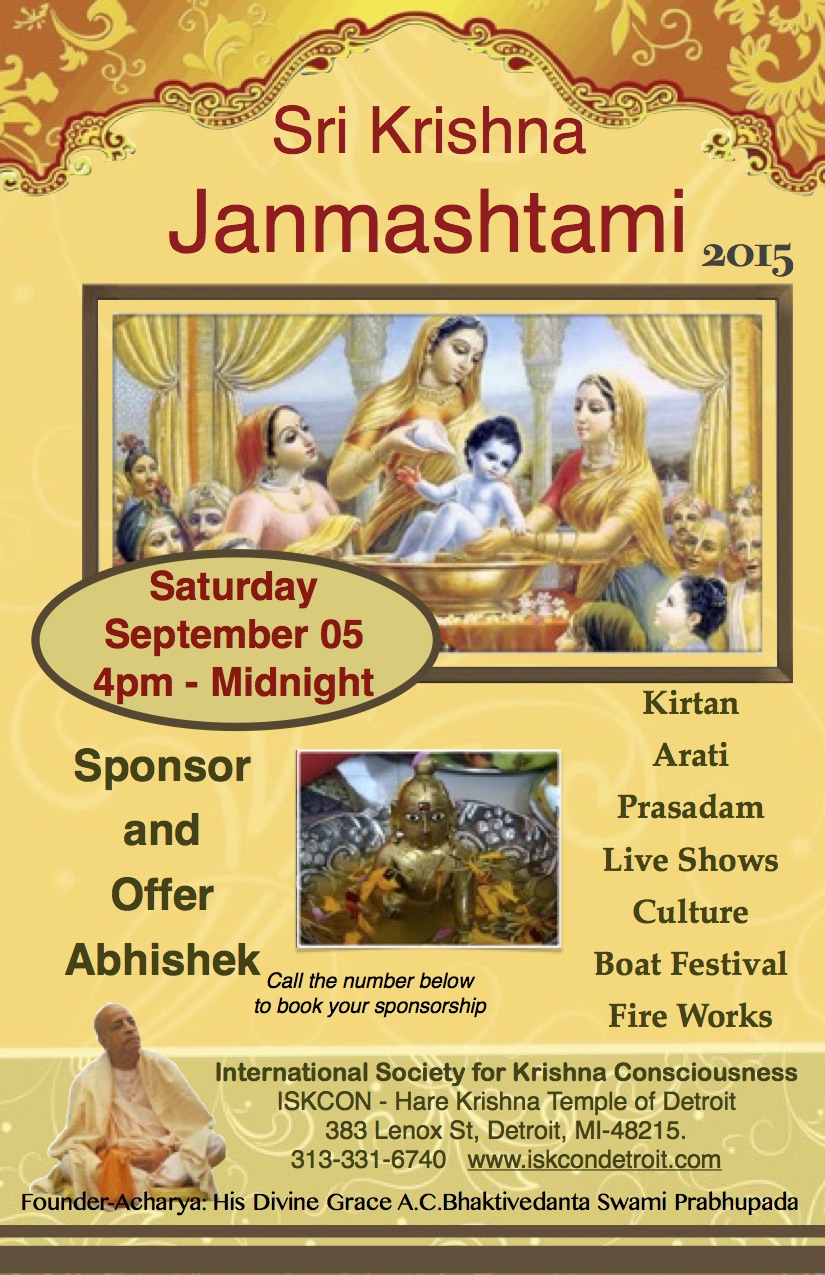 Sri Krishna
Janmashtami 2015
Saturday
September 05
4pm - Midnight
Sponsor
and
Offer
Abhishek
Call the number below
to book your sponsorship
Kirtan
Arati
Prasadam
Live Shows
Culture
Boat Festival
Fire Works
International Society for Krishna Consciousness
ISKCON - Hare Krishna Temple of Detroit
383 Lenox St, Detroit, MI-48215.
313-331-6740 www.iskcondetroit.com
Founder-Acharya: His Divine Grace A.C.Bhaktivedanta Swami Prabhupada